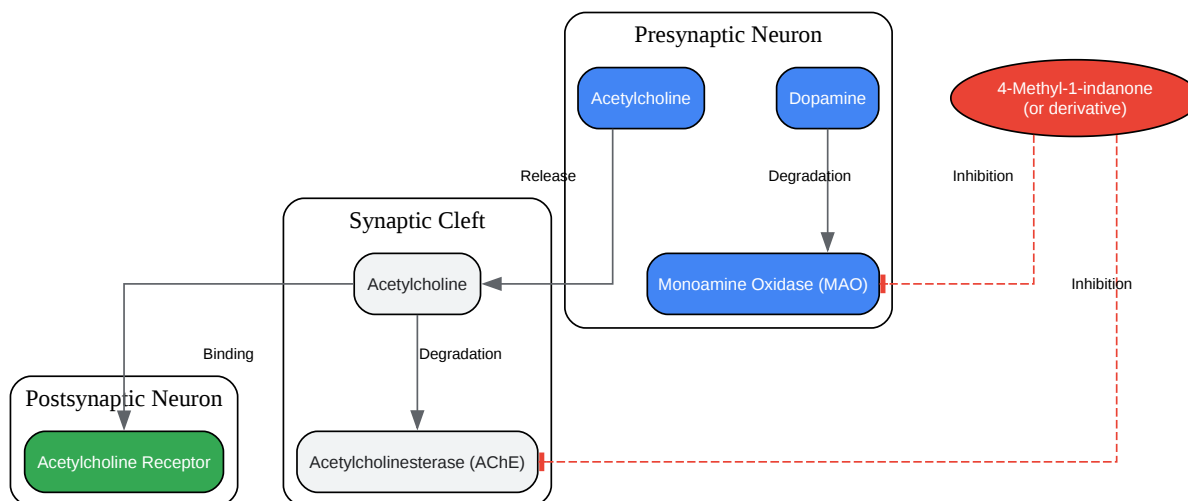 Presynaptic Neuron
Acetylcholine
Dopamine
4-Methyl-1-indanone
(or derivative)
Release
Degradation
Inhibition
Synaptic Cleft
Acetylcholine
Monoamine Oxidase (MAO)
Inhibition
Binding
Degradation
Postsynaptic Neuron
Acetylcholine Receptor
Acetylcholinesterase (AChE)